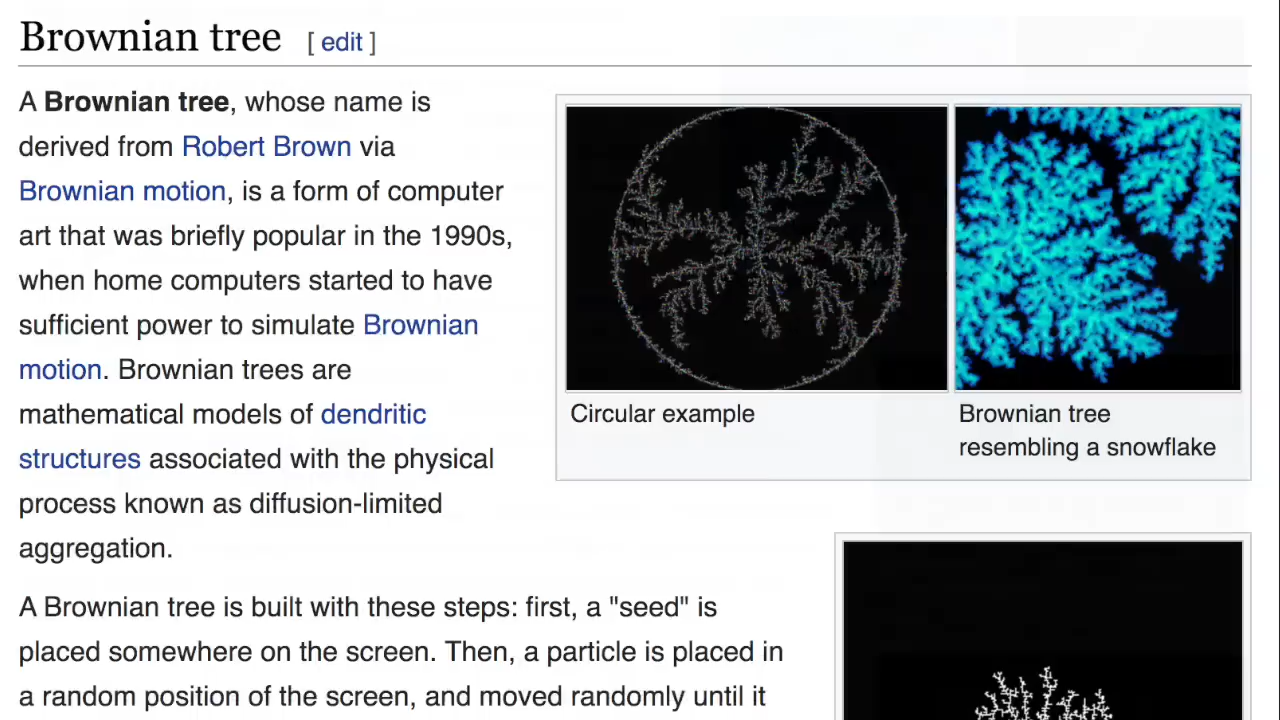 Brownian tree [ edit ]
A Brownian tree, whose name is
derived from Robert Brown via
Brownian motion, is a form of computer
art that was briefly popular in the 1990s,
when home computers started to have
sufficient power to simulate Brownian
motion. Brownian trees are
mathematical models of dendritic
structures associated with the physical
process known as diffusion-limited
aggregation.
Circular example
Brownian tree
resembling a snowflake
A Brownian tree is built with these steps: first, a "seed" is
placed somewhere on the screen. Then, a particle is placed in
a random position of the screen, and moved randomly until it